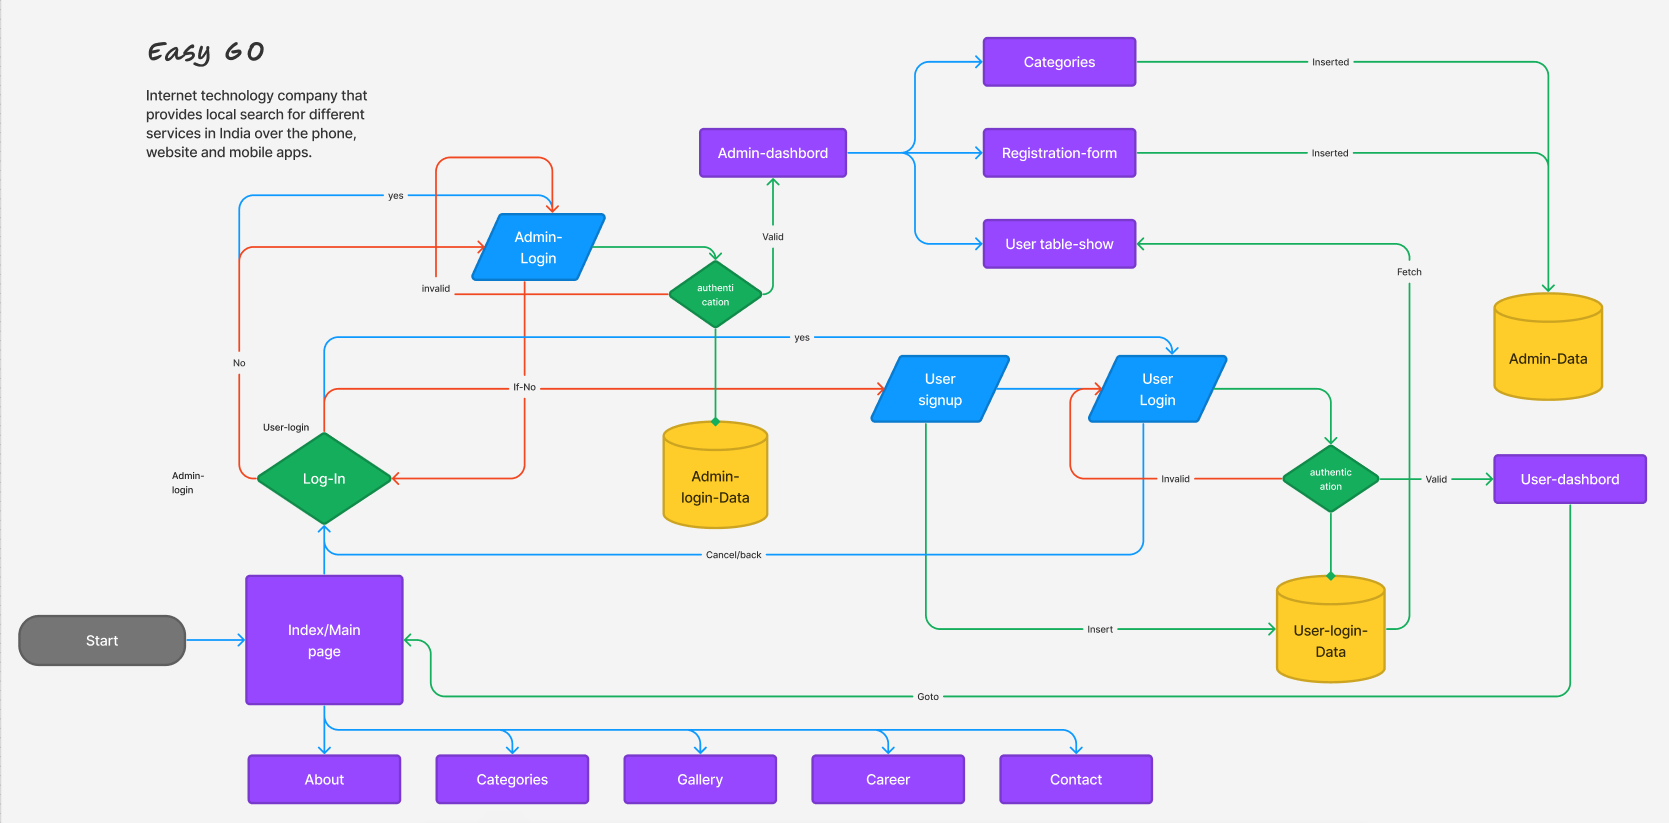 Easy GO
Internet technology company that
provides local search for different
services in India over the phone,
website and mobile apps.
Categories
Inserted
Admin-dashbord
Registration-form
Inserted
yes
Admin-
Login
Valid
User table-show
Fetch
invalid
authenti
cation
Admin-Data
No
yes
If-No
User
signup
User
Login
User-login
Log-In
Admin-
login
Admin-
login-Data
Invalid
authentic
ation
Valid
User-dashbord
Cancel/back
Start
Index/Main
page
Insert
User-login-
Data
Goto
About
Categories
Gallery
Career
Contact